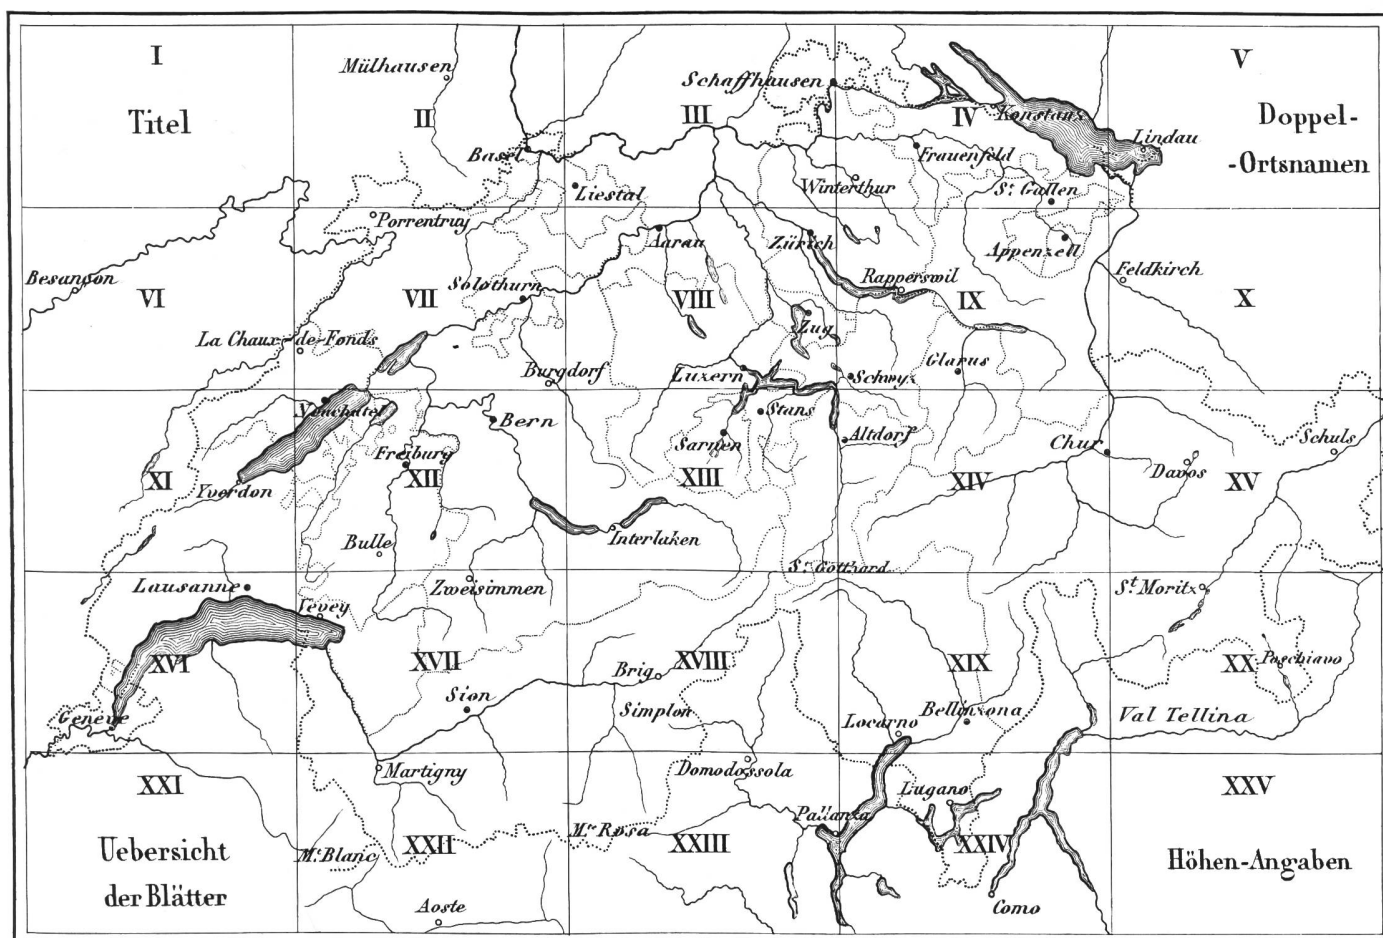 I
Titel
Mülhausen
II
Basel
III
Liestal
Schaffhausen
IV
Konstanz
Lindau
Frauenfeld
Winterthur
St. Gallen
V
Doppel-
-Ortsnamen
Besançon
VI
Porrentruy
VII
Solothurn
La Chaux-de-Fonds
Burgdorf
Aarau
VIII
Zürich
Zug
Luzern
Rapperswil
IX
Appenzell
Glarus
Schwyz
Feldkirch
X
XI
Yverdon
Neuchatel
Bern
Freiburg
XII
Bulle
Stans
Sarnen
XIII
Interlaken
Altdorf
XIV
Chur
St. Gotthard
Davos
XV
Schuls
Lausanne
XVI
Genève
Vevey
Zweisimmen
XVII
Sion
XVIII
Brig
Simplon
XIX
Locarno
Bellinzona
St. Moritz
XX
Poschiavo
Val Tellina
XXI
Uebersicht
der Blätter
Martigny
Mt. Blanc
XXII
Aoste
Domodossola
Mte Rosa
XXIII
Pallanza
Lugano
XXIV
Como
XXV
Höhen-Angaben